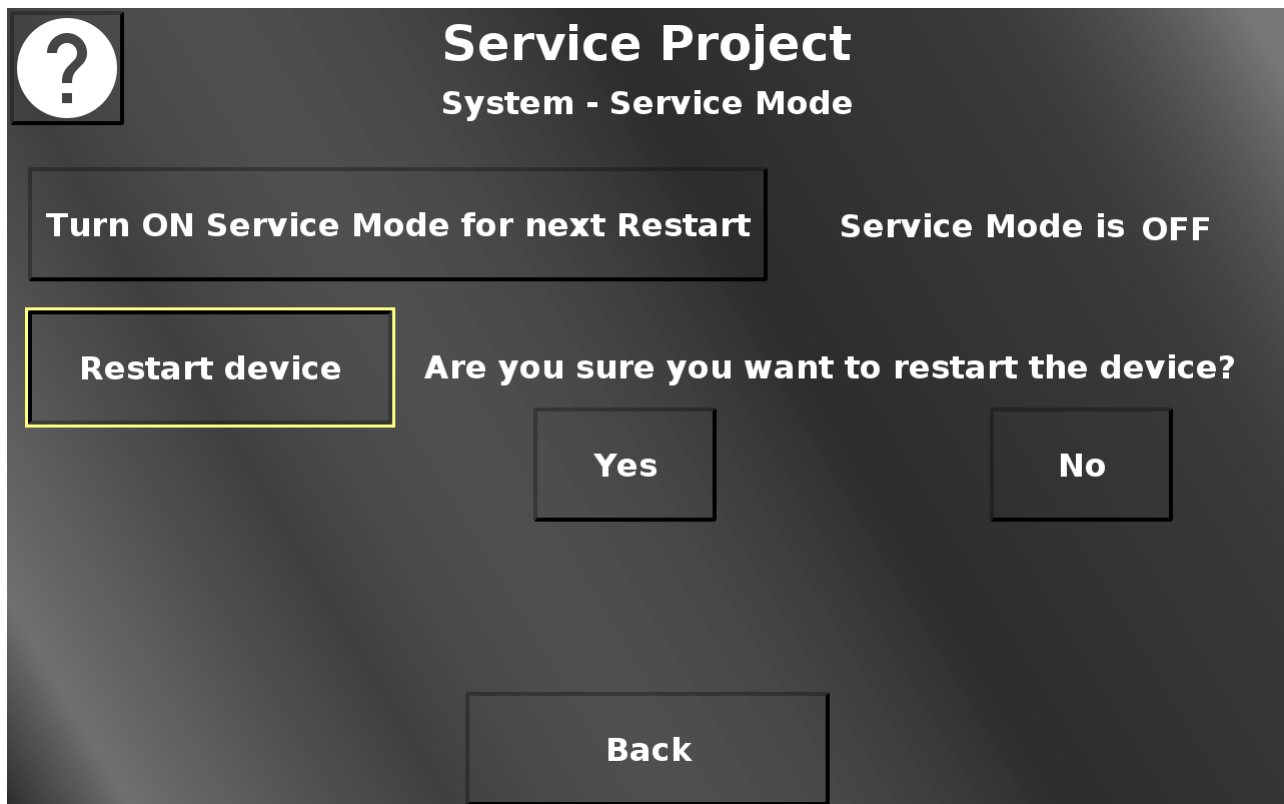 ?
Service Project
System - Service Mode
Turn ON Service Mode for next Restart
Service Mode is OFF
Restart device
Are you sure you want to restart the device?
Yes
No
Back